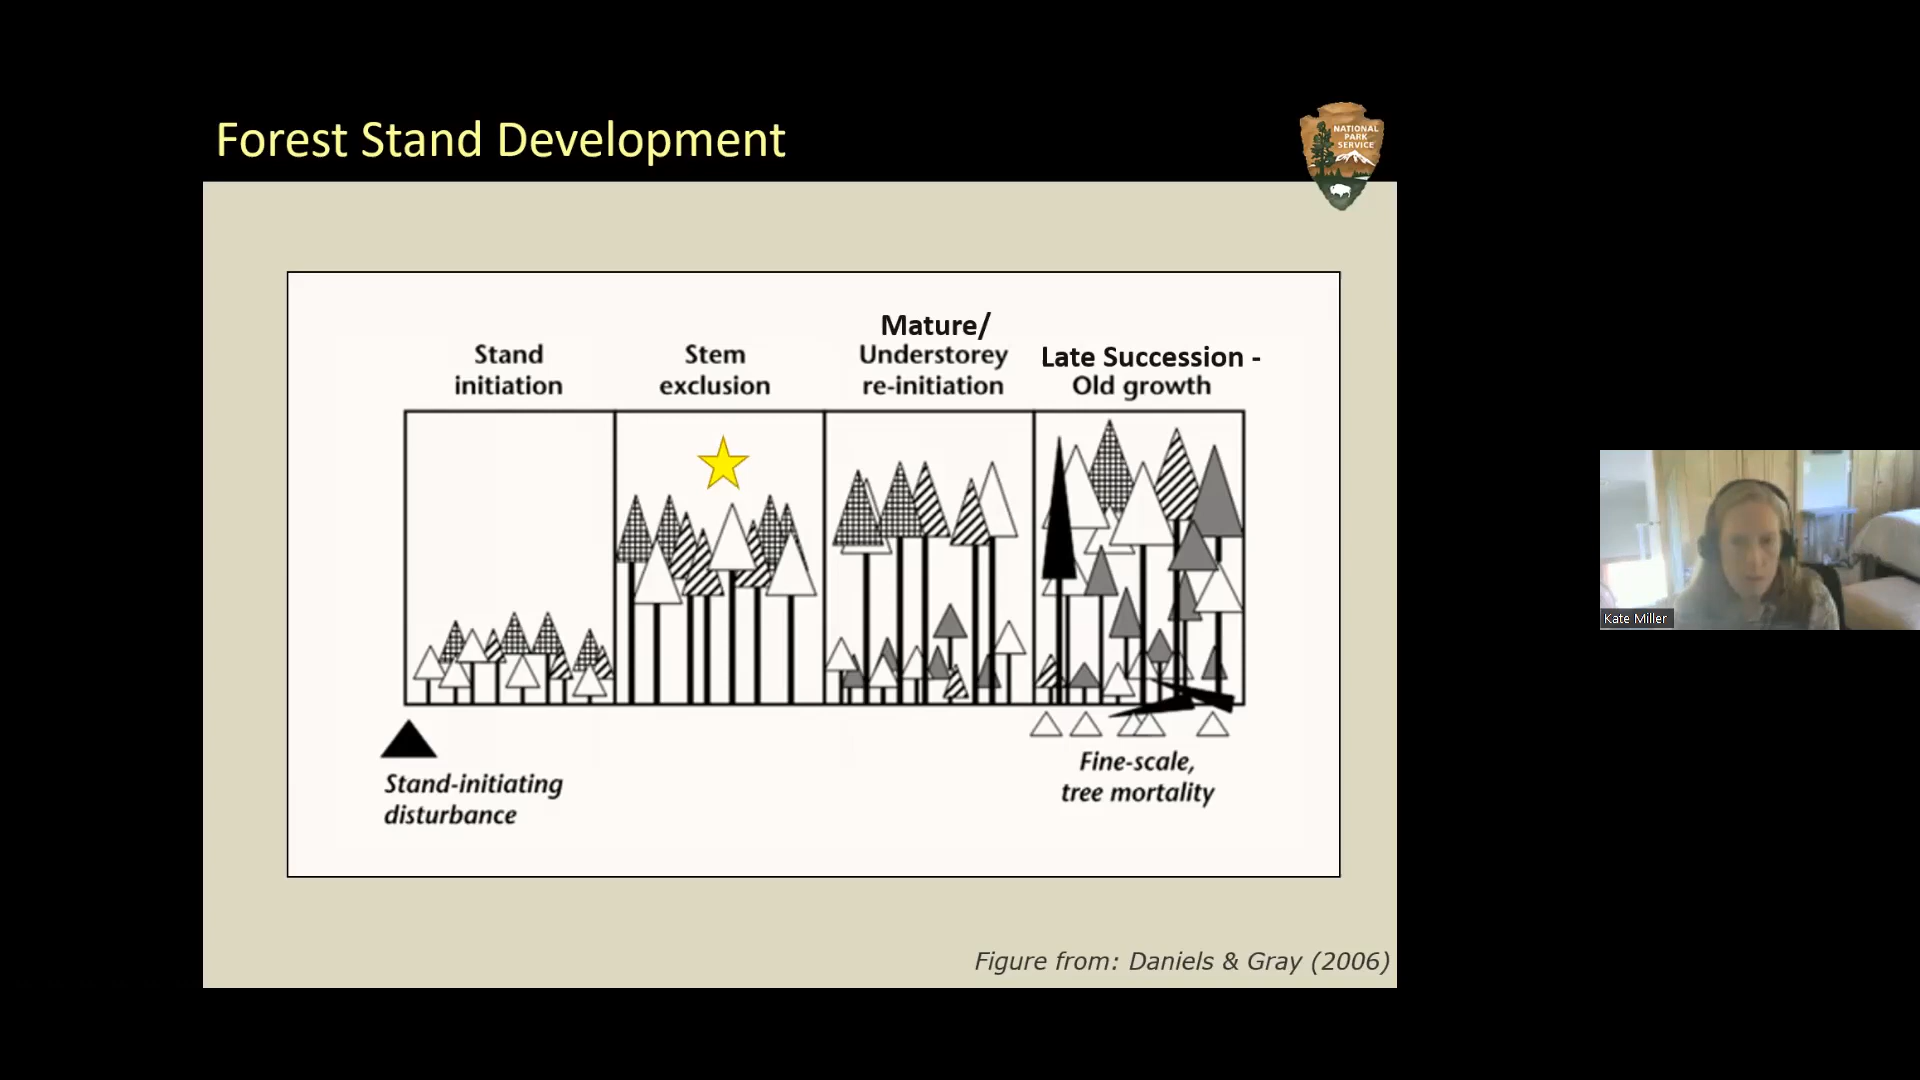 Forest Stand Development
NATIONAL
PARK
SERVICE
Stand
initiation
Stem
exclusion
Mature/
Understorey
re-initiation
Late Succession -
Old growth
Stand-initiating
disturbance
Fine-scale,
tree mortality
Figure from: Daniels & Gray (2006)
Kate Miller